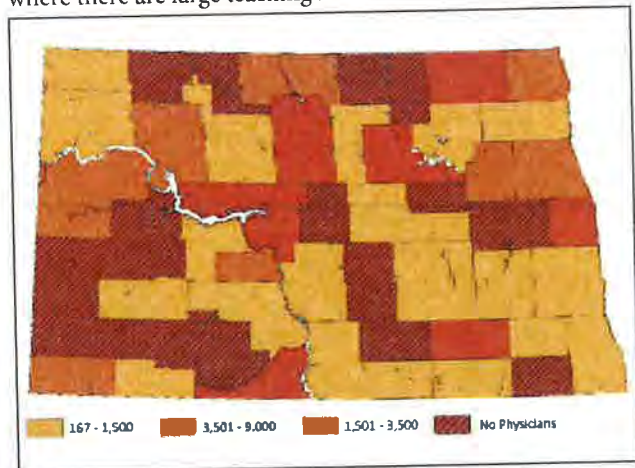 where there are large teaching
167 - 1,500 3,501 - 9,000 1,501 - 3,500 No Physicians